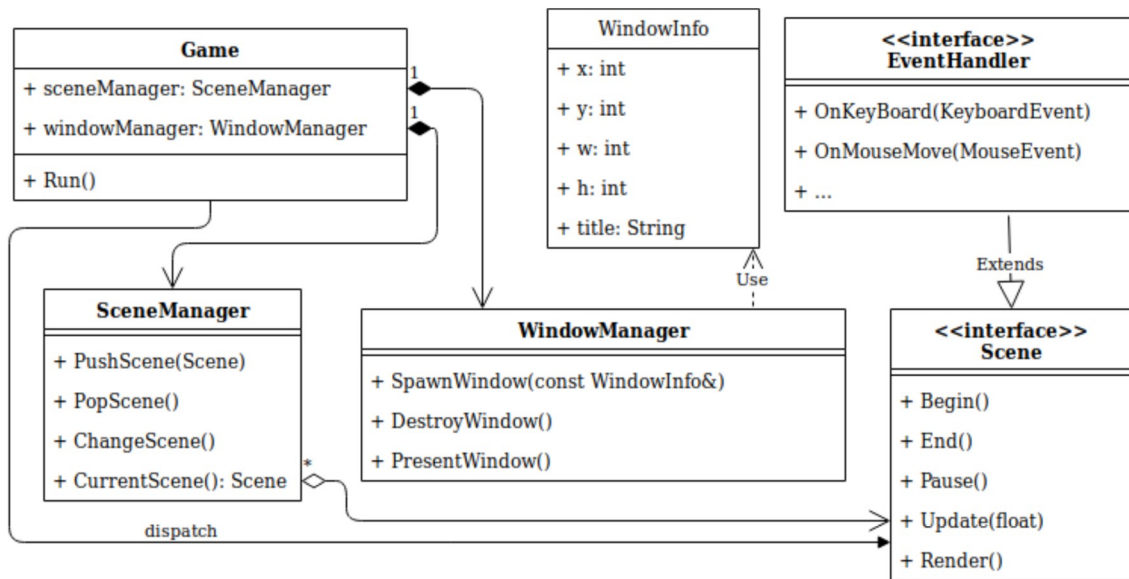 Game
+ sceneManager: SceneManager
+ windowManager: WindowManager
+ Run()
1
1
WindowInfo
+ x: int
+ y: int
+ w: int
+ h: int
+ title: String
<<interface>>
EventHandler
+ OnKeyBoard(KeyboardEvent)
+ OnMouseMove(MouseEvent)
+ ...
Extends
Use
SceneManager
+ PushScene(Scene)
+ PopScene()
+ ChangeScene()
+ CurrentScene(): Scene
*
WindowManager
+ SpawnWindow(const WindowInfo&)
+ DestroyWindow()
+ PresentWindow()
<<interface>>
Scene
+ Begin()
+ End()
+ Pause()
+ Update(float)
+ Render()
dispatch